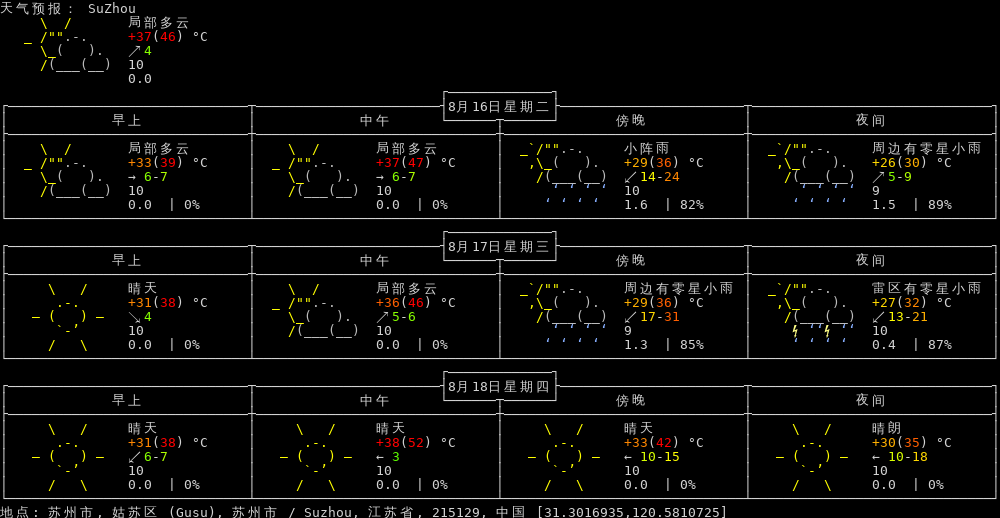 天气预报： SuZhou
局部多云
+37(46) °C
↗4
10
0.0
8月16日星期二
早上 中午 傍晚 夜间
局部多云 局部多云 小阵雨 周边有零星小雨
+33(39) °C +37(47) °C +29(36) °C +26(30) °C
→ 6-7 → 6-7 ↙14-24 ↗5-9
10 10 10 9
0.0 | 0% 0.0 | 0% 1.6 | 82% 1.5 | 89%
8月17日星期三
早上 中午 傍晚 夜间
晴天 局部多云 周边有零星小雨 雷区有零星小雨
+31(38) °C +36(46) °C +29(36) °C +27(32) °C
↘4 ↗5-6 ↙17-31 ↙13-21
10 10 9 10
0.0 | 0% 0.0 | 0% 1.3 | 85% 0.4 | 87%
8月18日星期四
早上 中午 傍晚 夜间
晴天 晴天 晴天 晴朗
+31(38) °C +38(52) °C +33(42) °C +30(35) °C
↙6-7 ← 3 ← 10-15 ← 10-18
10 10 10 10
0.0 | 0% 0.0 | 0% 0.0 | 0% 0.0 | 0%
地点: 苏州市, 姑苏区 (Gusu), 苏州市 / Suzhou, 江苏省, 215129, 中国 [31.3016935,120.5810725]